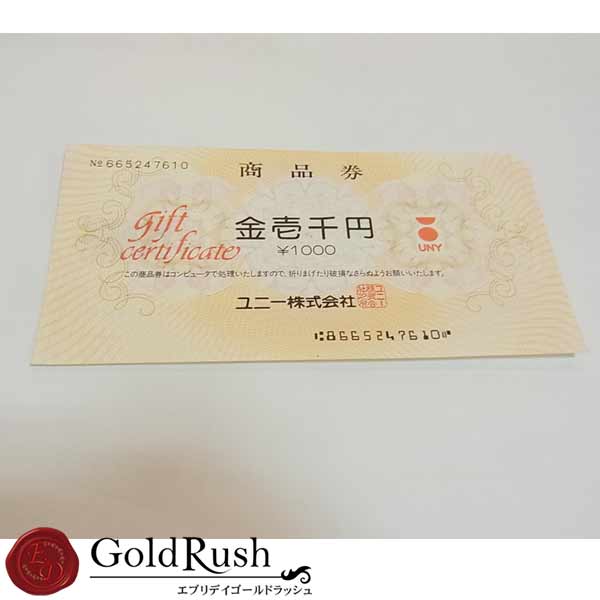 №665247610
商品券
Gift
certificate
金壱千円
¥1000
UNY
この商品券はコンピュータで処理いたしますので、折りまげたり破損なさらぬようお願いいたします。
ユニー株式会社
8665247610
GoldRush
エブリデイゴールドラッシュ